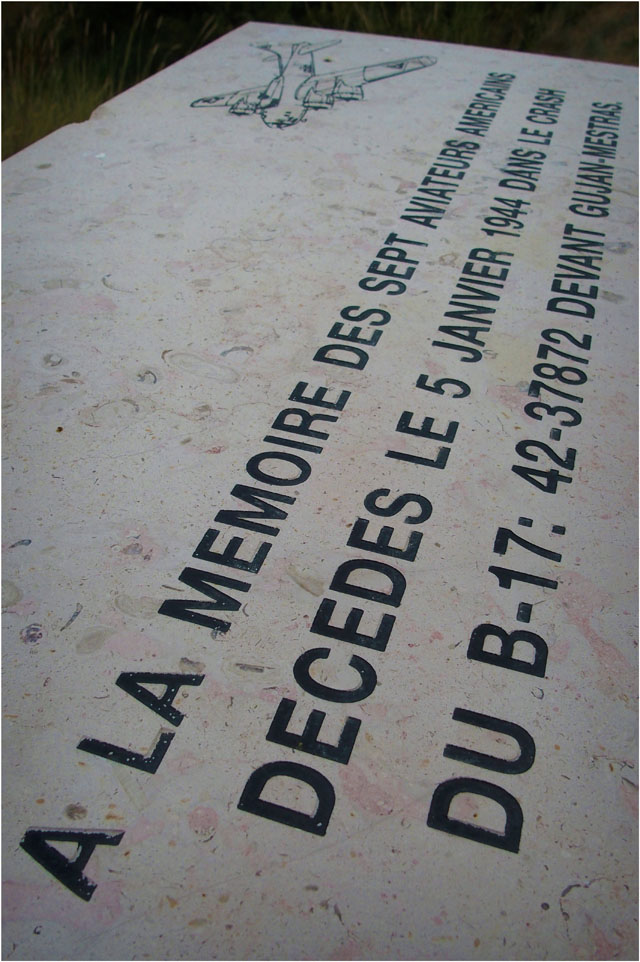 A LA MEMOIRE DES SEPT AVIATEURS AMERICAINS
DECEDES LE 5 JANVIER 1944 DANS LE CRASH
DU B-17: 42-37872 DEVANT GUJAN-MESTRAS.